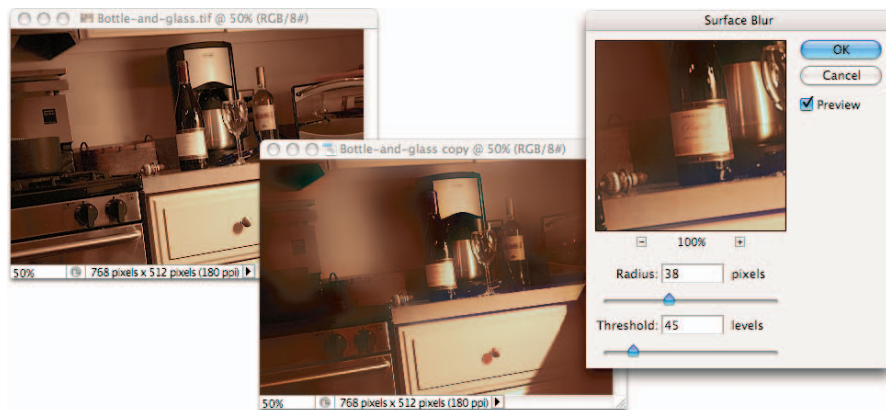 Bottle-and-glass.tif @ 50% (RGB/8#)
50%
768 pixels x 512 pixels (180 ppi)
Bottle-and-glass copy @ 50% (RGB/8#)
50%
768 pixels x 512 pixels (180 ppi)
Surface Blur
OK
Cancel
Preview
100%
Radius: 38 pixels
Threshold: 45 levels